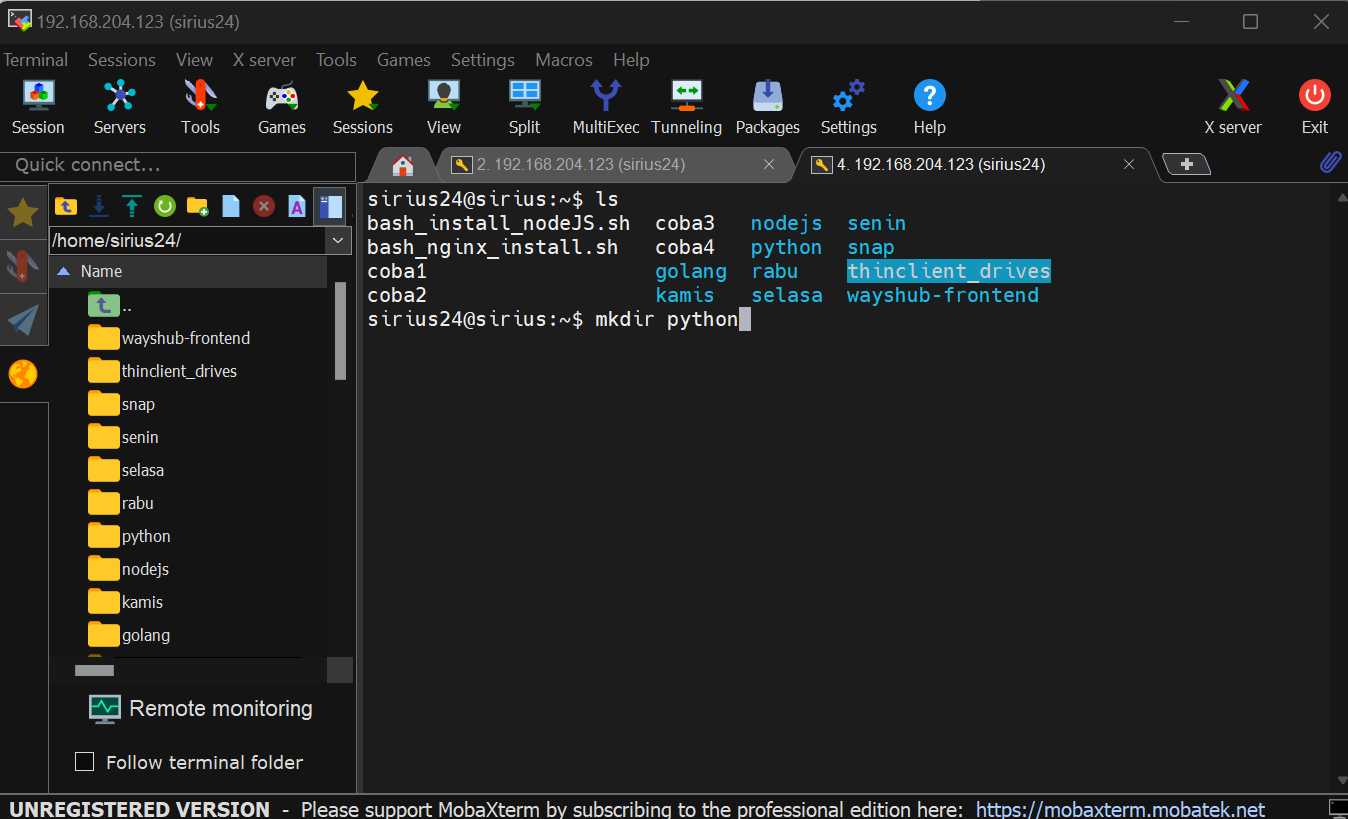 192.168.204.123 (sirius24)
Terminal Sessions View X server Tools Games Settings Macros Help
Session Servers Tools Games Sessions View Split MultiExec Tunneling Packages Settings Help X server Exit
Quick connect...
2. 192.168.204.123 (sirius24)
4. 192.168.204.123 (sirius24)
/home/sirius24/
Name
..
wayshub-frontend
thinclient_drives
snap
senin
selasa
rabu
python
nodejs
kamis
golang
Remote monitoring
Follow terminal folder
sirius24@sirius:~$ ls
bash_install_nodeJS.sh coba3 nodejs senin
bash_nginx_install.sh coba4 python snap
coba1 golang rabu thinclient_drives
coba2 kamis selasa wayshub-frontend
sirius24@sirius:~$ mkdir python
UNREGISTERED VERSION - Please support MobaXterm by subscribing to the professional edition here: https://mobaxterm.mobatek.net